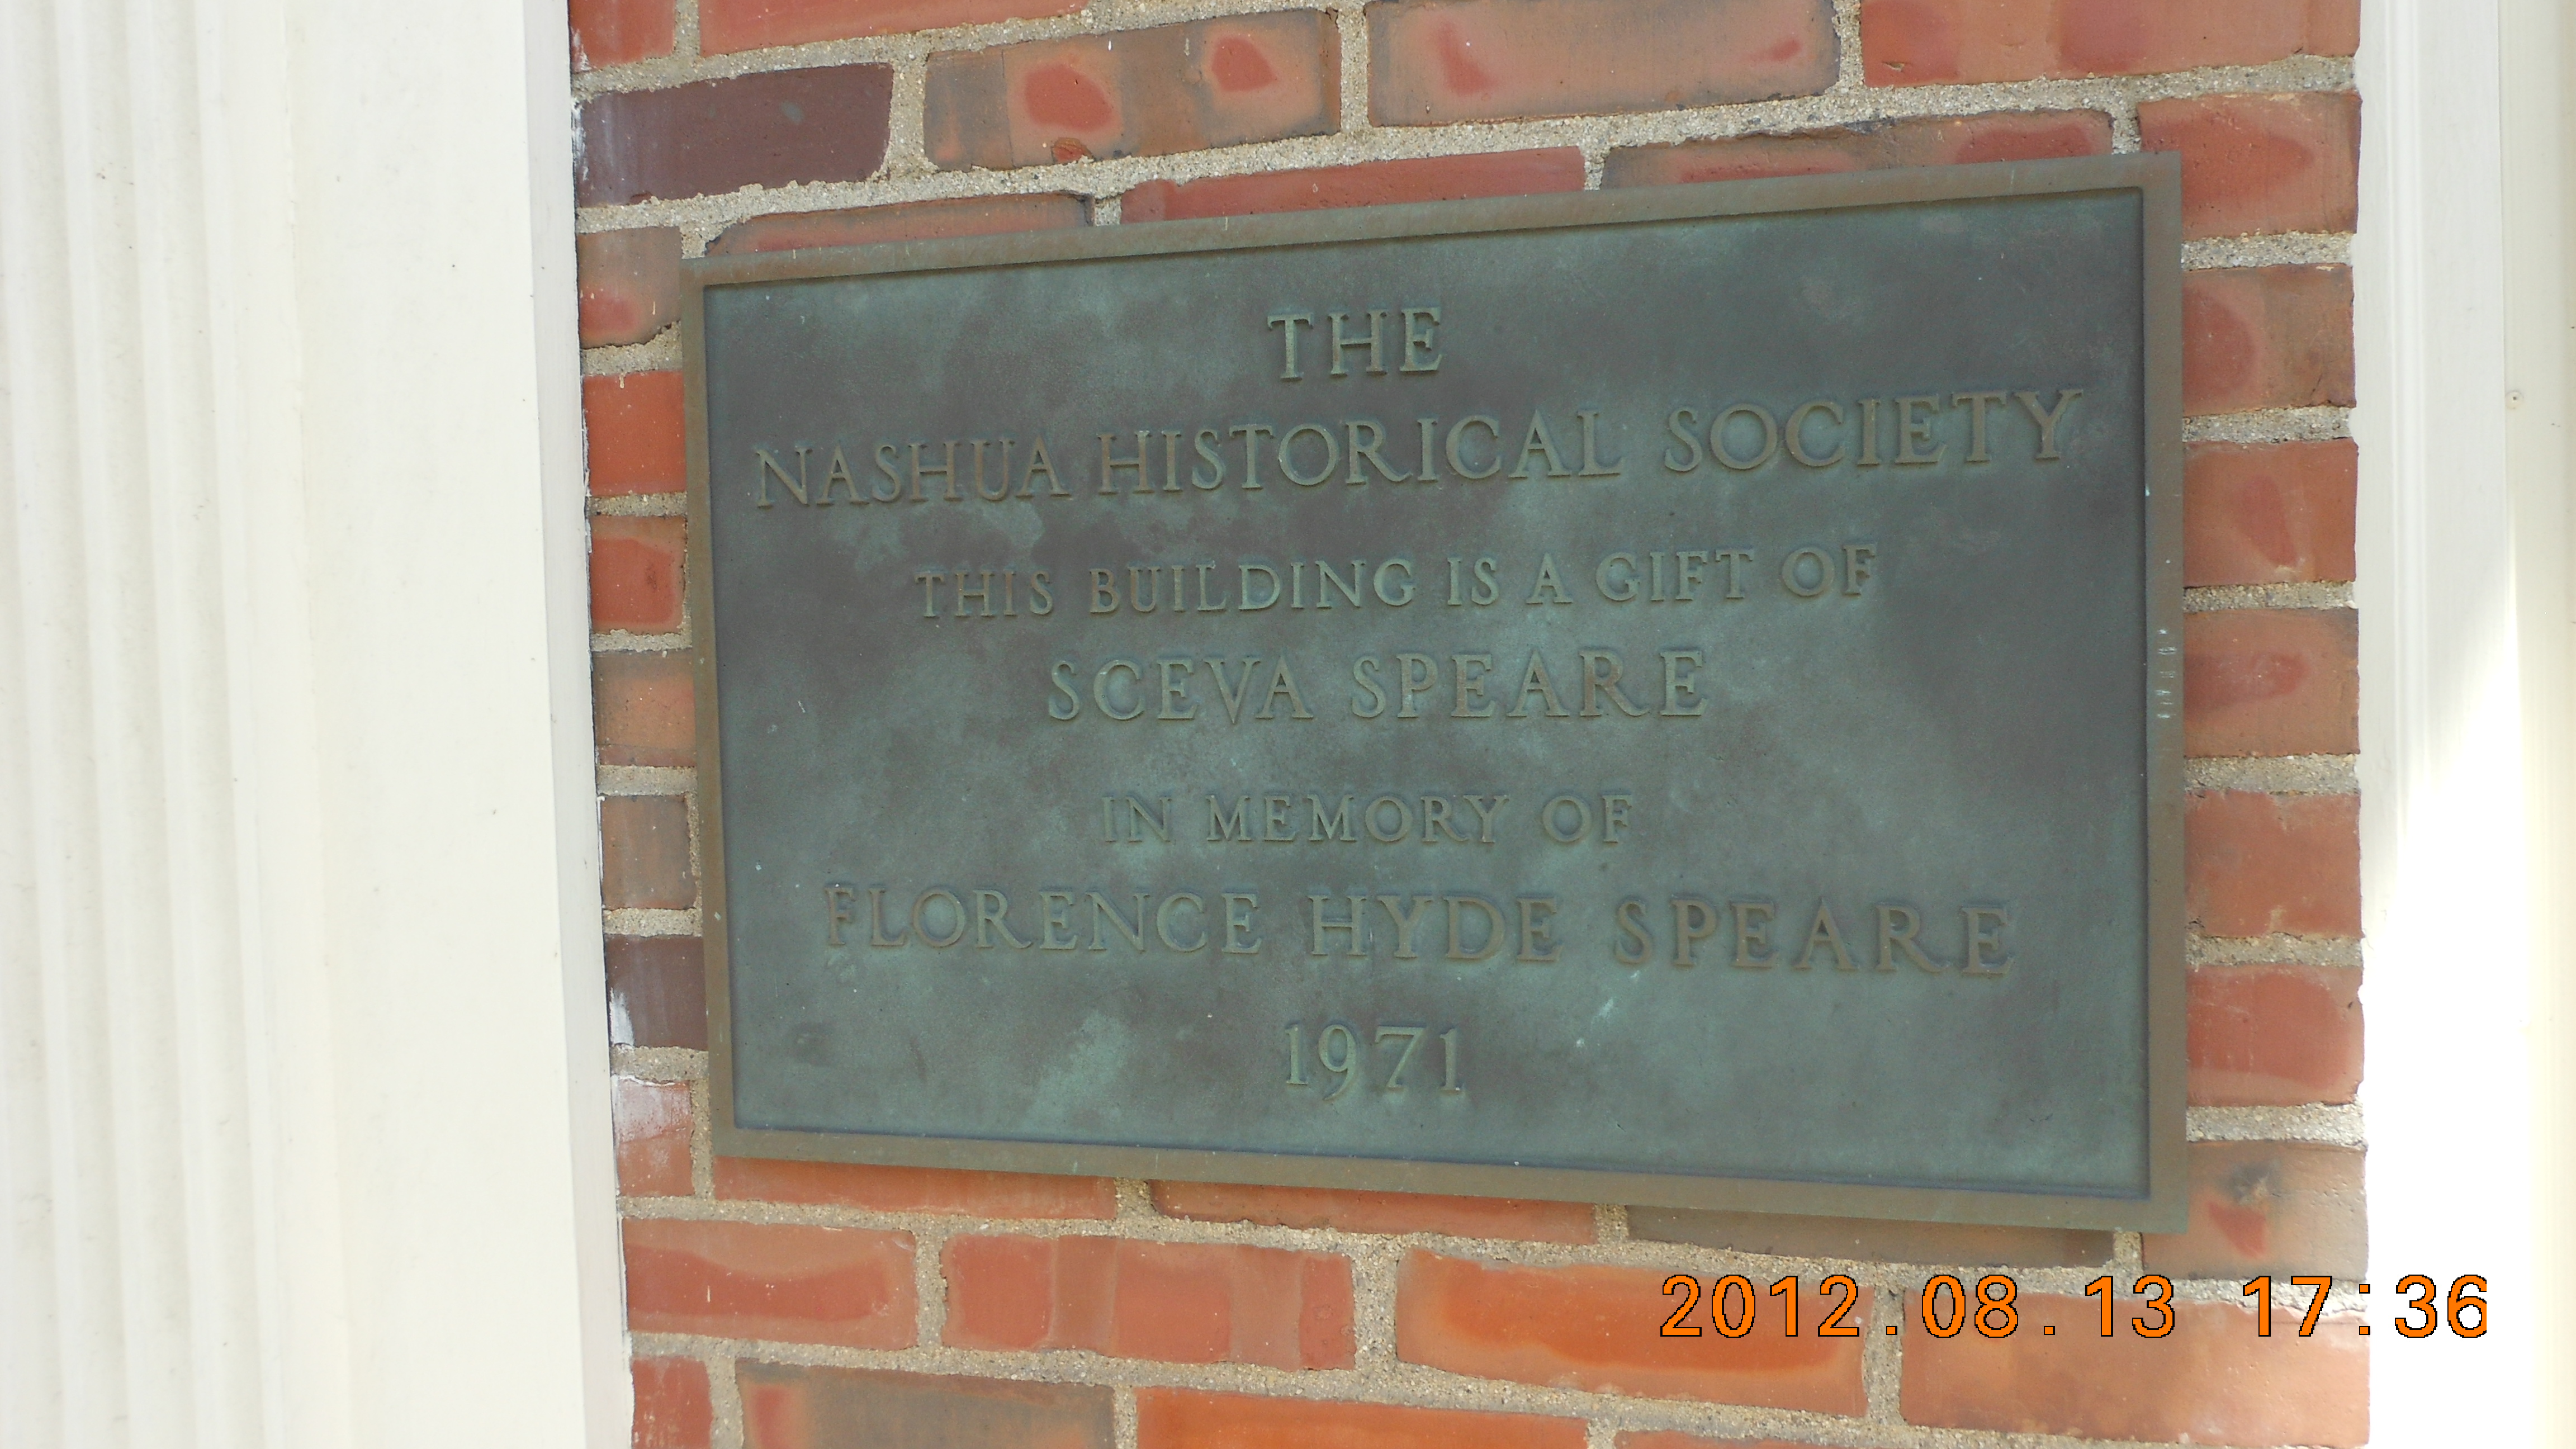 THE
NASHUA HISTORICAL SOCIETY
THIS BUILDING IS A GIFT OF
SCEVA SPEARE
IN MEMORY OF
FLORENCE HYDE SPEARE
1971
2012.08.13 17:36